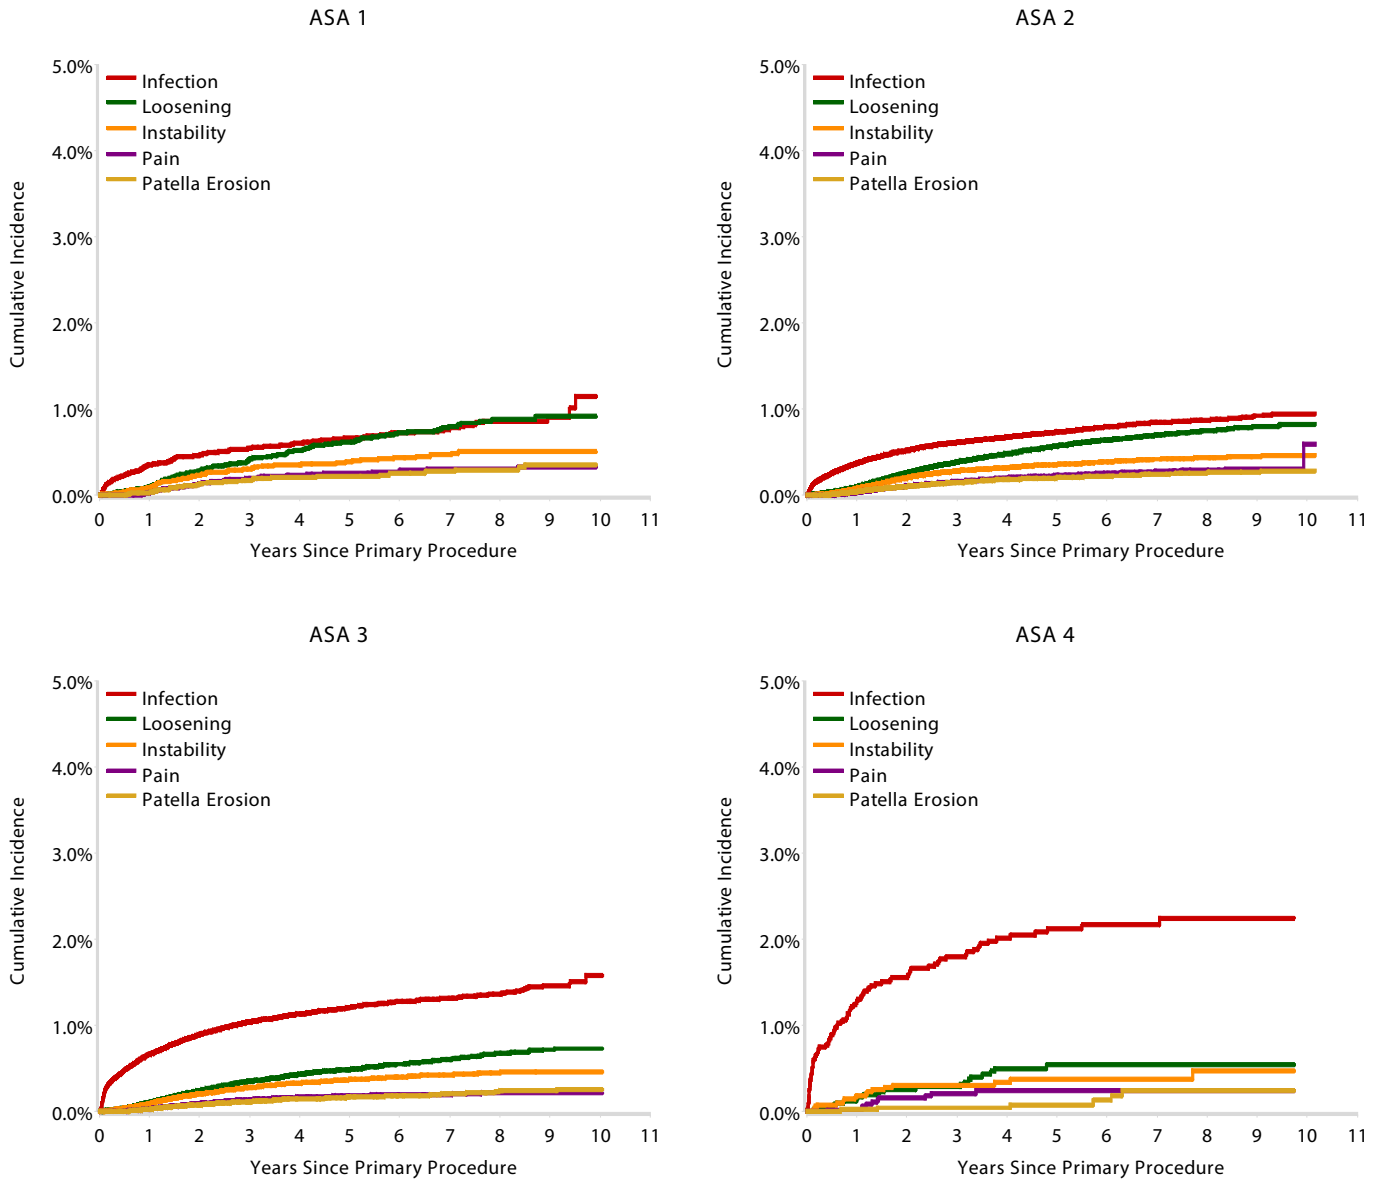 ASA 1
5.0%
4.0%
3.0%
2.0%
1.0%
0.0%
Cumulative Incidence
Infection
Loosening
Instability
Pain
Patella Erosion
0 1 2 3 4 5 6 7 8 9 10 11
Years Since Primary Procedure
ASA 2
5.0%
4.0%
3.0%
2.0%
1.0%
0.0%
Cumulative Incidence
Infection
Loosening
Instability
Pain
Patella Erosion
0 1 2 3 4 5 6 7 8 9 10 11
Years Since Primary Procedure
ASA 3
5.0%
4.0%
3.0%
2.0%
1.0%
0.0%
Cumulative Incidence
Infection
Loosening
Instability
Pain
Patella Erosion
0 1 2 3 4 5 6 7 8 9 10 11
Years Since Primary Procedure
ASA 4
5.0%
4.0%
3.0%
2.0%
1.0%
0.0%
Cumulative Incidence
Infection
Loosening
Instability
Pain
Patella Erosion
0 1 2 3 4 5 6 7 8 9 10 11
Years Since Primary Procedure